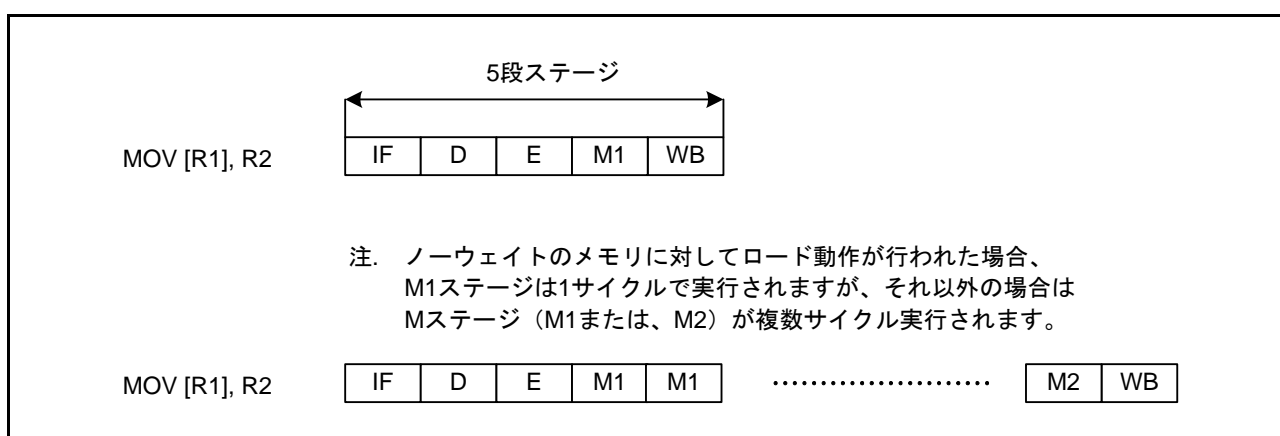 5段ステージ
MOV [R1], R2 IF D E M1 WB
注. ノーウェイトのメモリに対してロード動作が行われた場合、
M1ステージは1サイクルで実行されますが、それ以外の場合は
Mステージ（M1または、M2）が複数サイクル実行されます。
MOV [R1], R2 IF D E M1 M1 ....................... M2 WB